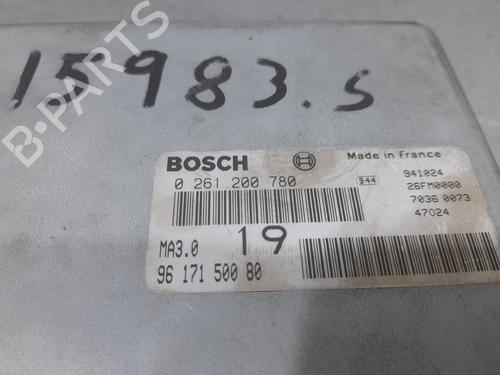 B-PARTS
15983.S
BOSCH
Made in France
0 261 200 780
944
941024
26FM0000
7036 0073
47024
MA3.0
19
96 171 500 80